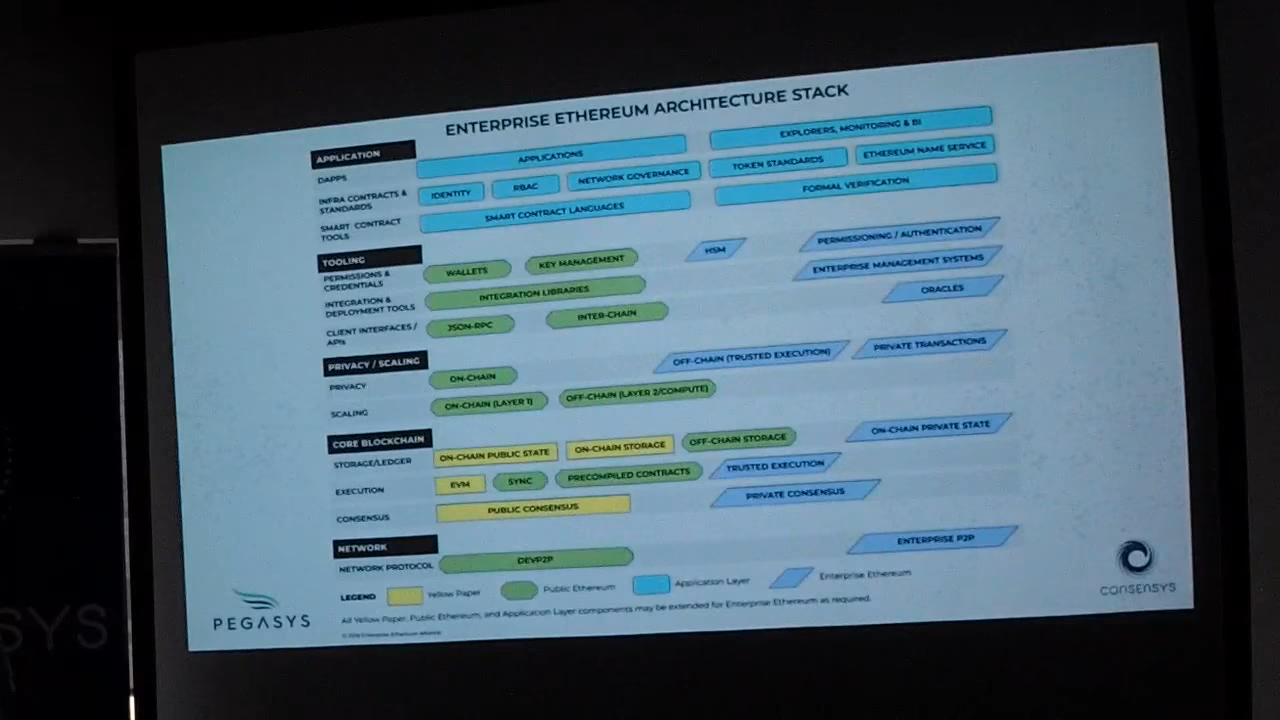 ENTERPRISE ETHEREUM ARCHITECTURE STACK
APPLICATION
DAPPS
APPLICATIONS
EXPLORERS, MONITORING & BI
INFRA CONTRACTS &
STANDARDS
IDENTITY
RBAC
NETWORK GOVERNANCE
TOKEN STANDARDS
ETHEREUM NAME SERVICE
SMART CONTRACT
TOOLS
SMART CONTRACT LANGUAGES
FORMAL VERIFICATION
TOOLING
PERMISSIONS &
CREDENTIALS
WALLETS
KEY MANAGEMENT
HSM
PERMISSIONING / AUTHENTICATION
INTEGRATION &
DEPLOYMENT TOOLS
INTEGRATION LIBRARIES
ENTERPRISE MANAGEMENT SYSTEMS
CLIENT INTERFACES /
APIs
JSON-RPC
INTER-CHAIN
ORACLES
PRIVACY / SCALING
PRIVACY
ON-CHAIN
OFF-CHAIN (TRUSTED EXECUTION)
PRIVATE TRANSACTIONS
SCALING
ON-CHAIN (LAYER 1)
OFF-CHAIN (LAYER 2/COMPUTE)
CORE BLOCKCHAIN
STORAGE/LEDGER
ON-CHAIN PUBLIC STATE
ON-CHAIN STORAGE
OFF-CHAIN STORAGE
ON-CHAIN PRIVATE STATE
EXECUTION
EVM
SYNC
PRECOMPILED CONTRACTS
TRUSTED EXECUTION
CONSENSUS
PUBLIC CONSENSUS
PRIVATE CONSENSUS
NETWORK
NETWORK PROTOCOL
DEVP2P
ENTERPRISE P2P
LEGEND
Yellow Paper
Public Ethereum
Application Layer
Enterprise Ethereum
All Yellow Paper, Public Ethereum, and Application Layer components may be extended for Enterprise Ethereum as required.
© 2018 Enterprise Ethereum Alliance
PEGASYS
CONSENSYS
SYS